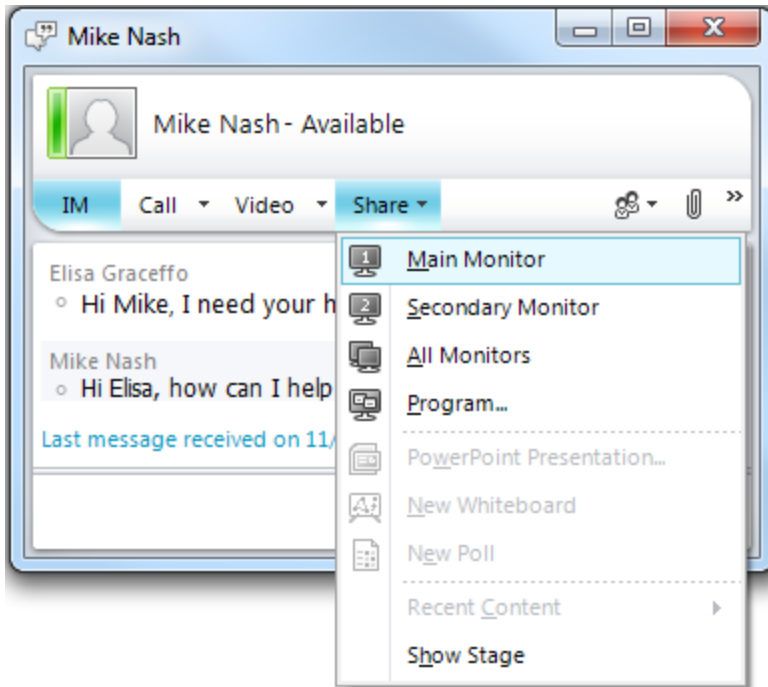 Mike Nash
Mike Nash - Available
IM Call Video Share
Elisa Graceffo
Hi Mike, I need your h
Mike Nash
Hi Elisa, how can I help
Last message received on 11/
1 Main Monitor
2 Secondary Monitor
All Monitors
Program...
PowerPoint Presentation...
New Whiteboard
New Poll
Recent Content
Show Stage